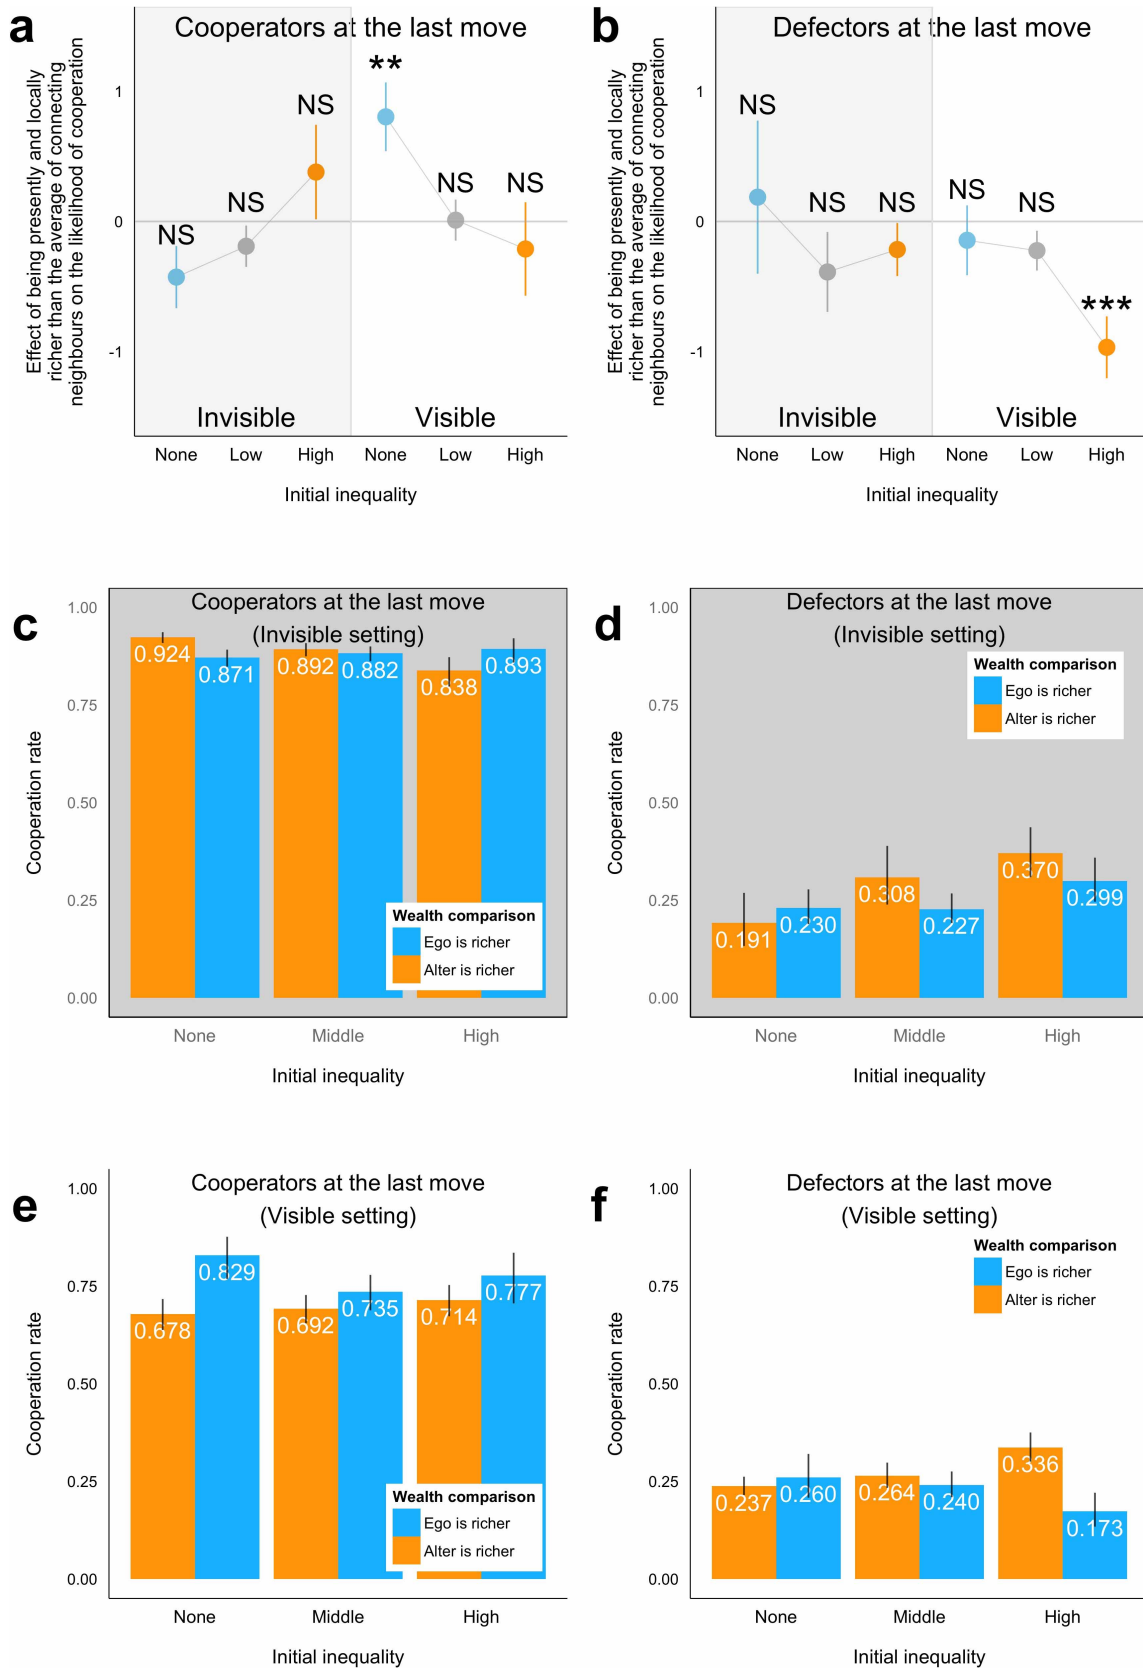 a
Cooperators at the last move
Effect of being presently and locally
richer than the average of connecting
neighbours on the likelihood of cooperation
1
0
-1
NS
NS
NS
**
NS
NS
Invisible
Visible
None
Low
High
None
Low
High
Initial inequality
b
Defectors at the last move
Effect of being presently and locally
richer than the average of connecting
neighbours on the likelihood of cooperation
1
0
-1
NS
NS
NS
NS
NS
***
Invisible
Visible
None
Low
High
None
Low
High
Initial inequality
c
Cooperators at the last move
(Invisible setting)
Cooperation rate
1.00
0.75
0.50
0.25
0.00
0.924
0.871
0.892
0.882
0.838
0.893
Wealth comparison
Ego is richer
Alter is richer
None
Middle
High
Initial inequality
d
Defectors at the last move
(Invisible setting)
Cooperation rate
1.00
0.75
0.50
0.25
0.00
Wealth comparison
Ego is richer
Alter is richer
0.191
0.230
0.308
0.227
0.370
0.299
None
Middle
High
Initial inequality
e
Cooperators at the last move
(Visible setting)
Cooperation rate
1.00
0.75
0.50
0.25
0.00
0.678
0.829
0.692
0.735
0.714
0.777
Wealth comparison
Ego is richer
Alter is richer
None
Middle
High
Initial inequality
f
Defectors at the last move
(Visible setting)
Cooperation rate
1.00
0.75
0.50
0.25
0.00
Wealth comparison
Ego is richer
Alter is richer
0.237
0.260
0.264
0.240
0.336
0.173
None
Middle
High
Initial inequality